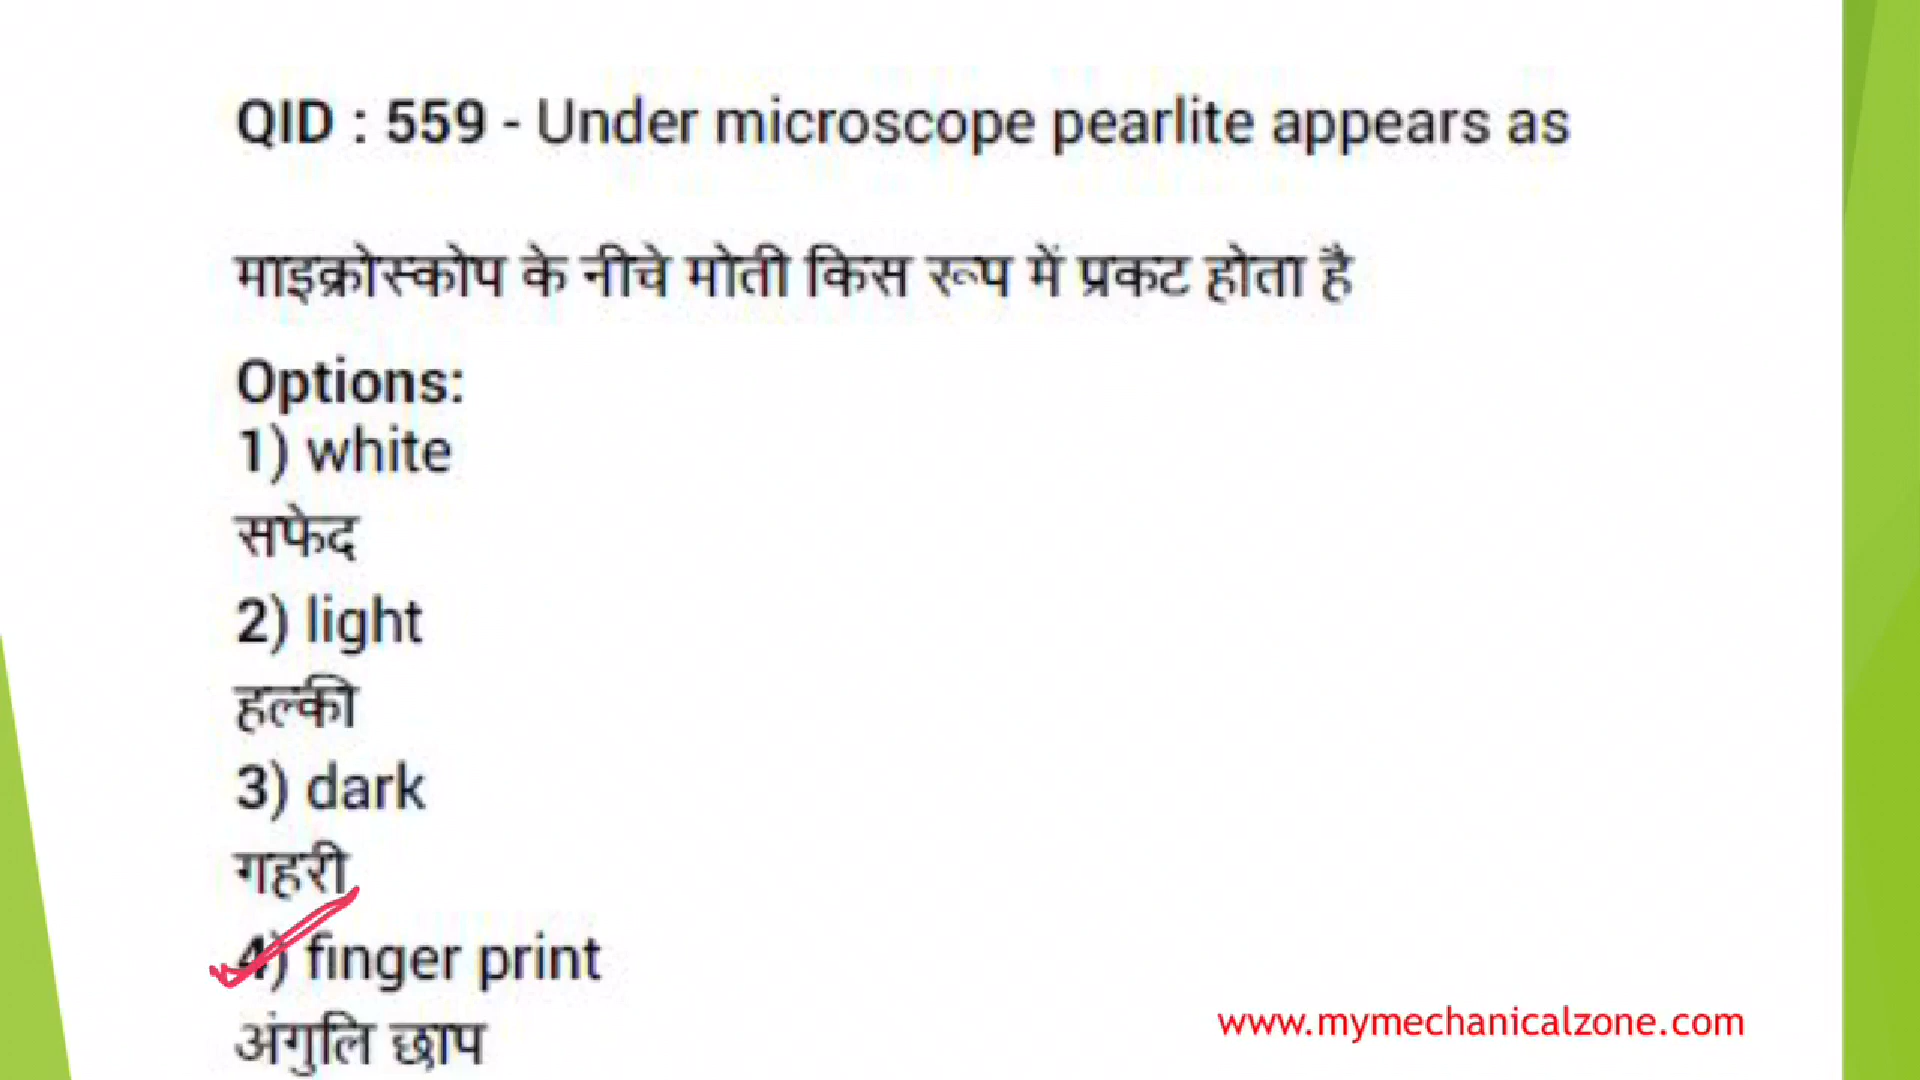 QID : 559 - Under microscope pearlite appears as
माइक्रोस्कोप के नीचे मोती किस रूप में प्रकट होता है
Options:
1) white
सफेद
2) light
हल्की
3) dark
गहरी
4) finger print
अंगुलि छाप
www.mymechanicalzone.com